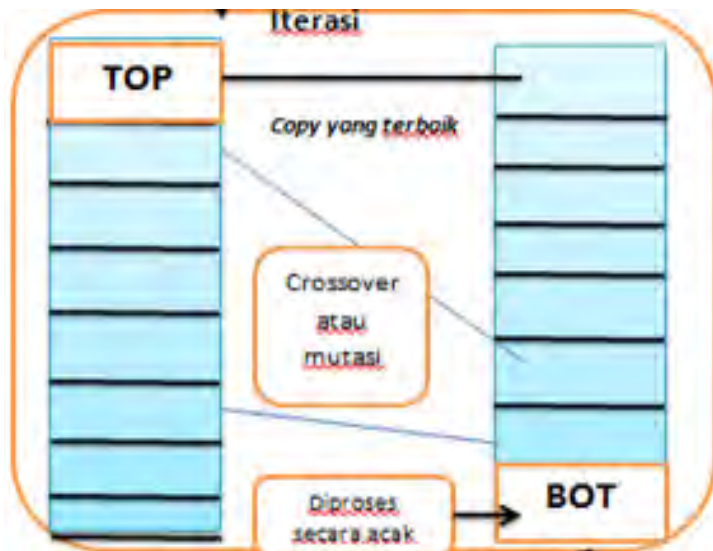 Iterasi
TOP
Copy yang terbaik
Crossover
atau
mutasi
Diproses
secara acak
BOT